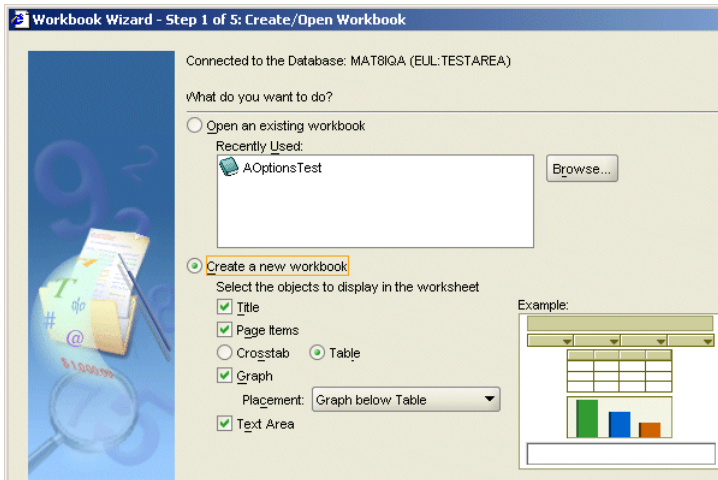 Workbook Wizard - Step 1 of 5: Create/Open Workbook
Connected to the Database: MAT8IQA (EUL:TESTAREA)
What do you want to do?
Open an existing workbook
Recently Used:
AOptionsTest
Browse...
Create a new workbook
Select the objects to display in the worksheet
Title
Example:
Page Items
Crosstab Table
Graph
Placement: Graph below Table
Text Area